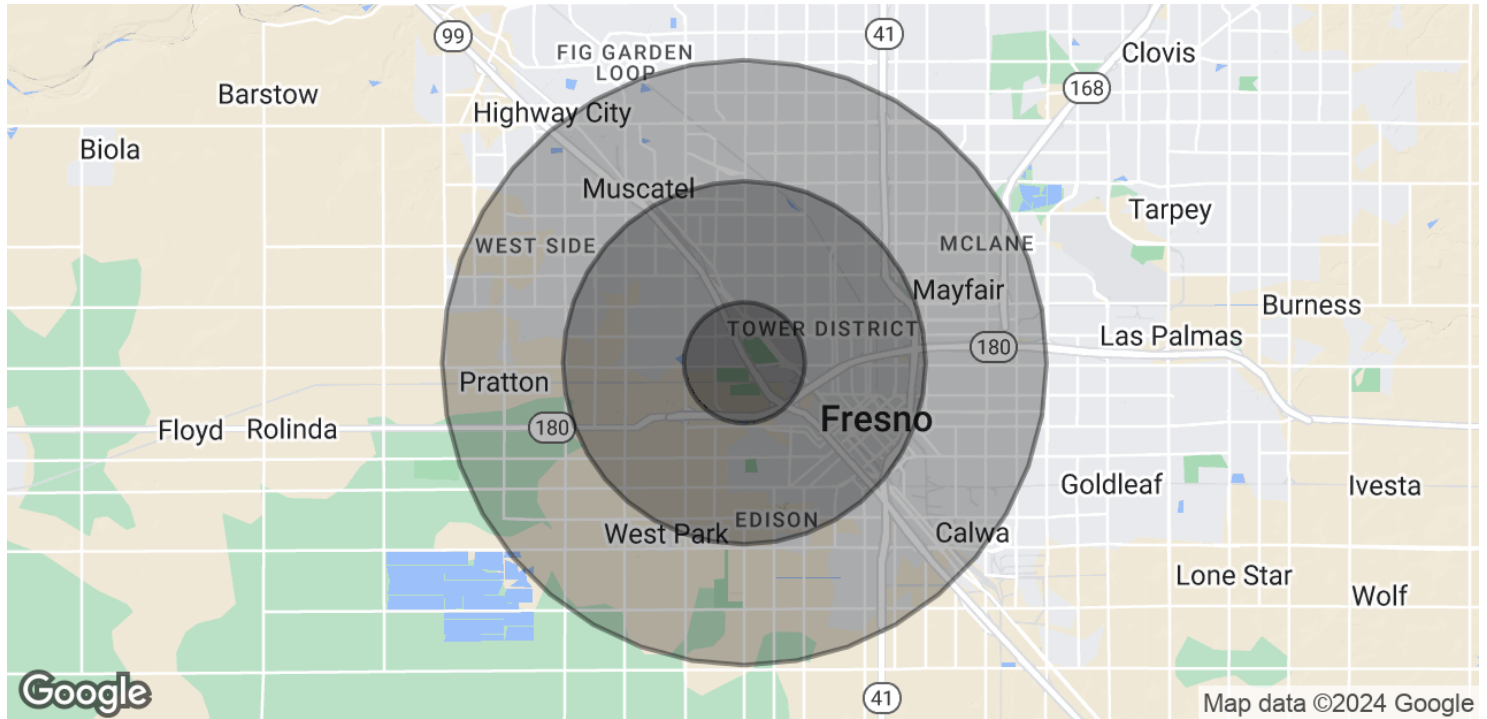 99
41
FIG GARDEN
LOOP
Clovis
168
Barstow
Highway City
Biola
Muscatel
Tarpey
WEST SIDE
MCLANE
Mayfair
Burness
TOWER DISTRICT
Las Palmas
180
Pratton
Fresno
Floyd
Rolinda
180
Goldleaf
Ivesta
EDISON
West Park
Calwa
Lone Star
Wolf
Google
41
Map data ©2024 Google